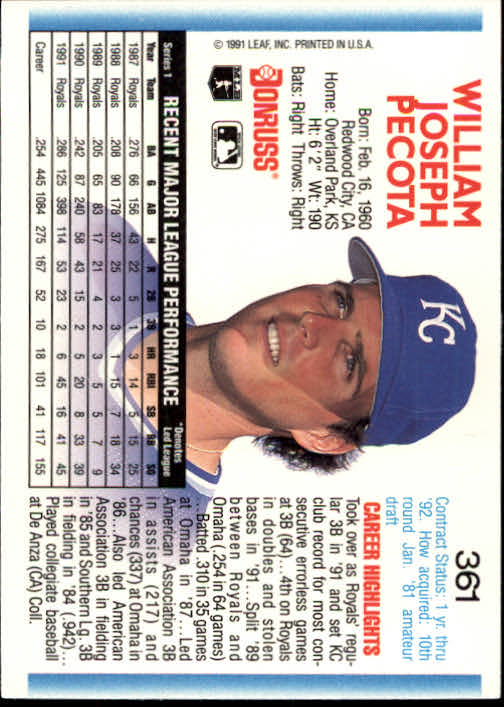 WILLIAM
JOSEPH
PECOTA
361
Born: Feb. 16, 1960
Redwood City, CA
Home: Overland Park, KS
Ht: 6' 2" Wt: 190
Bats: Right Throws: Right
DONRUSS®
MLB
© 1991 LEAF, INC. PRINTED IN U.S.A.
KC
Contract Status: 1 yr. thru
'92. How acquired: 10th
round Jan. '81 amateur
draft
CAREER HIGHLIGHTS
Took over as Royals' regu-
lar 3B in '91 and set KC
club record for most con-
secutive errorless games
at 3B (64)...4th on Royals
in doubles and stolen
bases in '91...Split '89
between Royals and
Omaha (.254 in 64 games)
...Batted .310 in 35 games
at Omaha in '87...Led
American Association 3B
in assists (217) and
chances (337) at Omaha in
'86...Also led American
Association 3B in fielding
in '85 and Southern Lg. 3B
in fielding in '84 (.942)...
Played collegiate baseball
at De Anza (CA) Coll.
Series 1 RECENT MAJOR LEAGUE PERFORMANCE *Denotes Led League
Year Team BA G AB H R 2B 3B HR RBI SB BB SO
1987 Royals .276 66 156 43 22 5 1 3 14 5 15 25
1988 Royals .208 90 178 37 25 3 3 1 15 7 18 34
1989 Royals .205 65 83 17 21 4 2 3 5 5 7 9
1990 Royals .242 87 240 58 43 15 2 5 20 8 33 39
1991 Royals .286 125 398 114 53 23 2 6 45 16 41 45
Career .254 445 1084 275 167 52 10 18 101 41 117 155